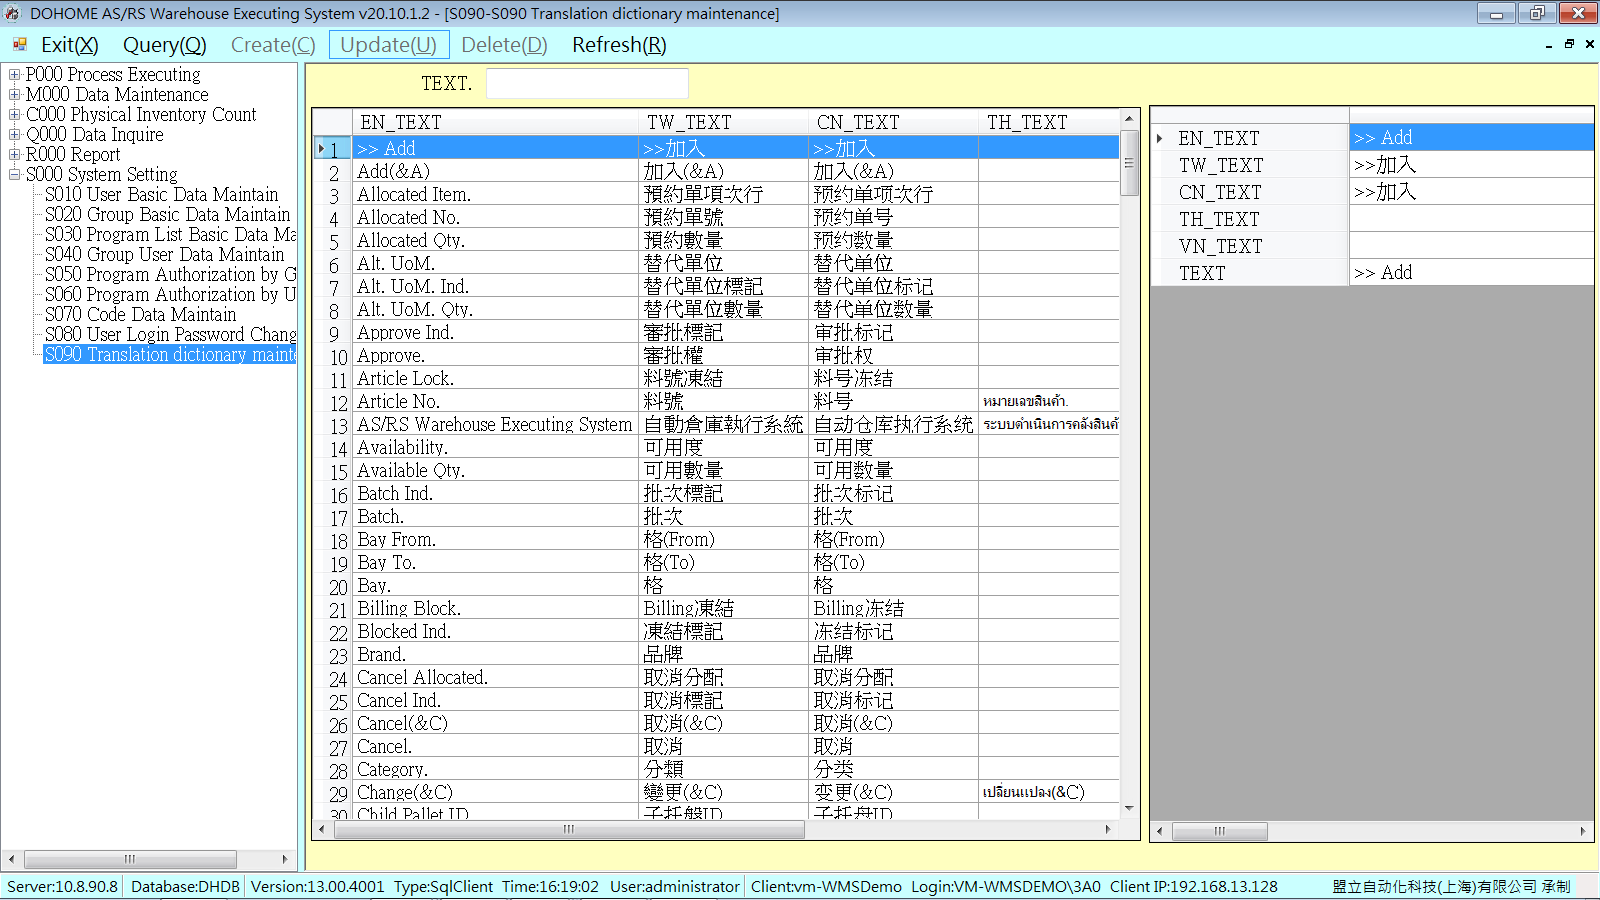 DOHOME AS/RS Warehouse Executing System v20.10.1.2 - [S090-S090 Translation dictionary maintenance]
Exit(X) Query(Q) Create(C) Update(U) Delete(D) Refresh(R)
P000 Process Executing
M000 Data Maintenance
C000 Physical Inventory Count
Q000 Data Inquire
R000 Report
S000 System Setting
S010 User Basic Data Maintain
S020 Group Basic Data Maintain
S030 Program List Basic Data Ma
S040 Group User Data Maintain
S050 Program Authorization by G
S060 Program Authorization by U
S070 Code Data Maintain
S080 User Login Password Chang
S090 Translation dictionary mainte
TEXT.
EN_TEXT TW_TEXT CN_TEXT TH_TEXT
1 >> Add >>加入 >>加入
2 Add(&A) 加入(&A) 加入(&A)
3 Allocated Item. 預約單項次行 预约单项次行
4 Allocated No. 預約單號 预约单号
5 Allocated Qty. 預約數量 预约数量
6 Alt. UoM. 替代單位 替代单位
7 Alt. UoM. Ind. 替代單位標記 替代单位标记
8 Alt. UoM. Qty. 替代單位數量 替代单位数量
9 Approve Ind. 審批標記 审批标记
10 Approve. 審批權 审批权
11 Article Lock. 料號凍結 料号冻结
12 Article No. 料號 料号 หมายเลขสินค้า.
13 AS/RS Warehouse Executing System 自動倉庫執行系統 自动仓库执行系统 ระบบดำเนินการคลังสินค้
14 Availability. 可用度 可用度
15 Available Qty. 可用數量 可用数量
16 Batch Ind. 批次標記 批次标记
17 Batch. 批次 批次
18 Bay From. 格(From) 格(From)
19 Bay To. 格(To) 格(To)
20 Bay. 格 格
21 Billing Block. Billing凍結 Billing冻结
22 Blocked Ind. 凍結標記 冻结标记
23 Brand. 品牌 品牌
24 Cancel Allocated. 取消分配 取消分配
25 Cancel Ind. 取消標記 取消标记
26 Cancel(&C) 取消(&C) 取消(&C)
27 Cancel. 取消 取消
28 Category. 分類 分类
29 Change(&C) 變更(&C) 变更(&C) เปลี่ยนแปลง(&C)
30 Child Pallet ID 子托盤ID 子托盘ID
EN_TEXT >> Add
TW_TEXT >>加入
CN_TEXT >>加入
TH_TEXT
VN_TEXT
TEXT >> Add
Server:10.8.90.8 Database:DHDB Version:13.00.4001 Type:SqlClient Time:16:19:02 User:administrator Client:vm-WMSDemo Login:VM-WMSDEMO\3A0 Client IP:192.168.13.128 盟立自动化科技(上海)有限公司 承制